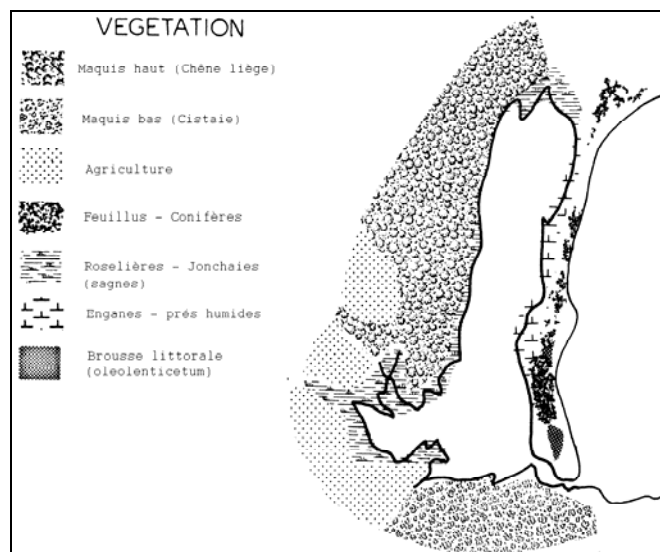 VEGETATION
Maquis haut (Chêne liège)
Maquis bas (Cistaie)
Agriculture
Feuillus - Conifères
Roselières - Jonchaies
(sagnes)
Enganes - prés humides
Brousse littorale
(oleolenticetum)